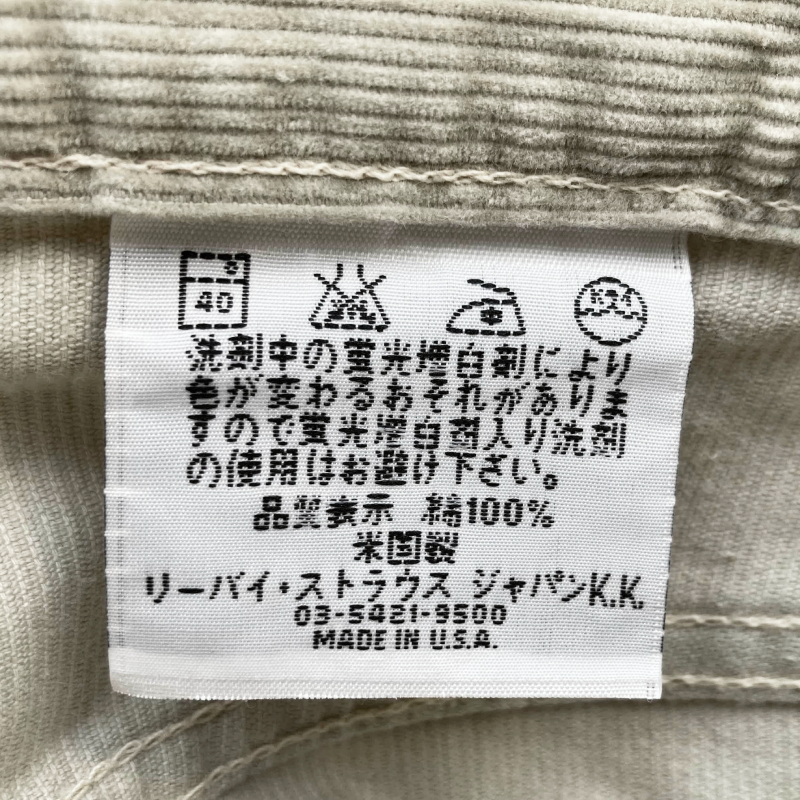 40
中
洗剤中の蛍光増白剤により
色が変わるおそれがありま
すので蛍光増白剤入り洗剤
の使用はお避け下さい。
品質表示 綿100%
米国製
リーバイ・ストラウス ジャパンK.K.
03-5421-9500
MADE IN U.S.A.